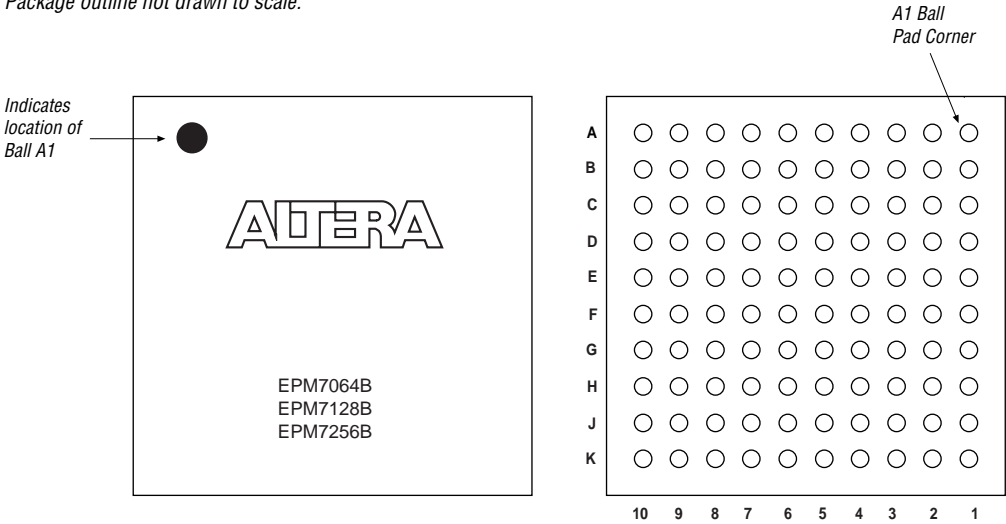 Package outline not drawn to scale.
A1 Ball
Pad Corner
Indicates
location of
Ball A1
ALTERA
EPM7064B
EPM7128B
EPM7256B
A
B
C
D
E
F
G
H
J
K
10 9 8 7 6 5 4 3 2 1